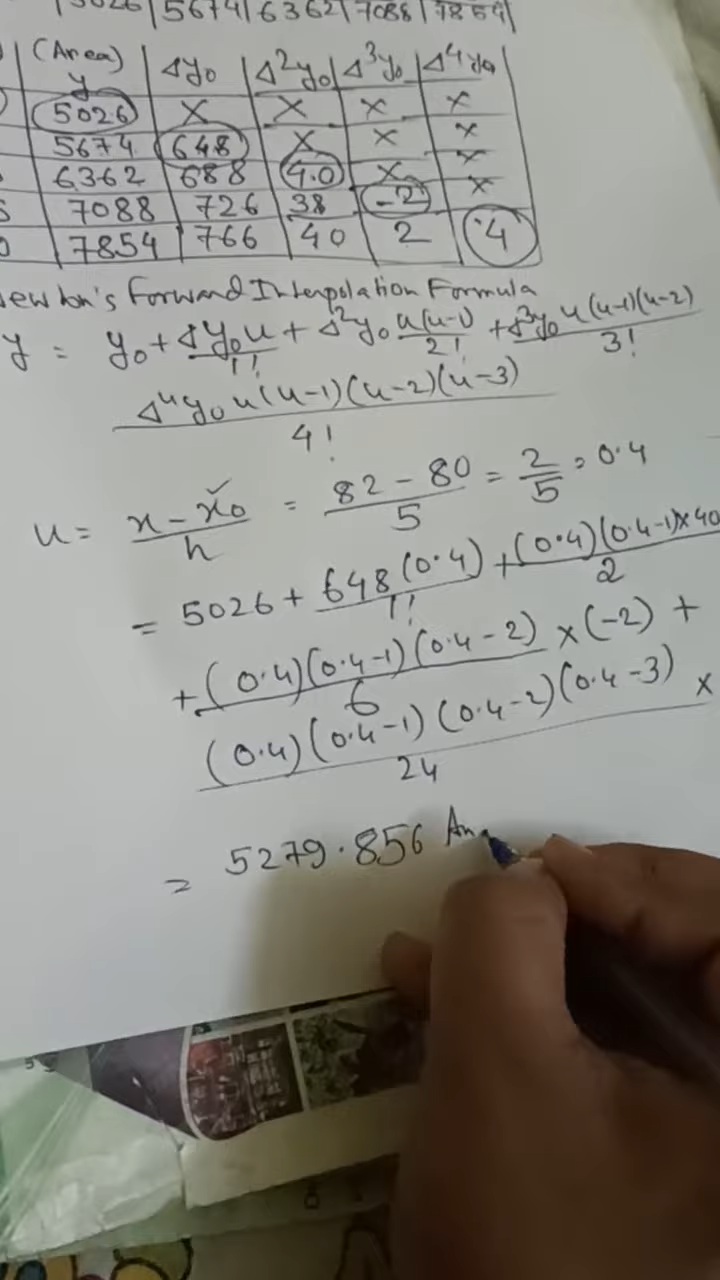 5026|5674|6362|7088|7854|
(Area) y | Δy₀ | Δ²y₀ | Δ³y₀ | Δ⁴y₀
5026 | X | X | X | X
5674 | 648 | X | X | X
6362 | 688 | 40 | X | X
5 | 7088 | 726 | 38 | -2 | X
0 | 7854 | 766 | 40 | 2 | 4
Newton's Forward Interpolation Formula
y = y₀ + Δy₀u/1! + Δ²y₀ u(u-1)/2! + Δ³y₀ u(u-1)(u-2)/3!
Δ⁴y₀ u(u-1)(u-2)(u-3)/4!
u = x - x₀/h = 82 - 80/5 = 2/5 = 0.4
= 5026 + 648(0.4)/1! + (0.4)(0.4-1)×40/2
+ (0.4)(0.4-1)(0.4-2)/6 × (-2) +
(0.4)(0.4-1)(0.4-2)(0.4-3)/24 ×
= 5279.856 An